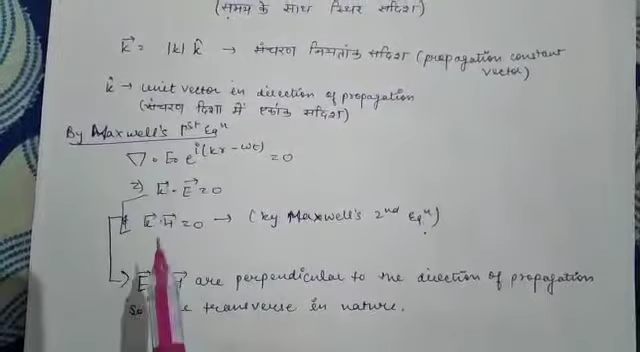 (समय के साथ स्थिर सदिश)
k⃗ = |k| k̂ → संचरण नियतांक सदिश (propagation constant vector)
k̂ → unit vector in direction of propagation
(संचरण दिशा में एकांक सदिश)
By Maxwell's 1st Eqn
∇ . E₀ e^i(kr - ωt) = 0
⇒ k⃗ . E⃗ = 0
k⃗ . H⃗ = 0 → (by Maxwell's 2nd Eqn)
→ E⃗ are perpendicular to the direction of propagation
So transverse in nature.